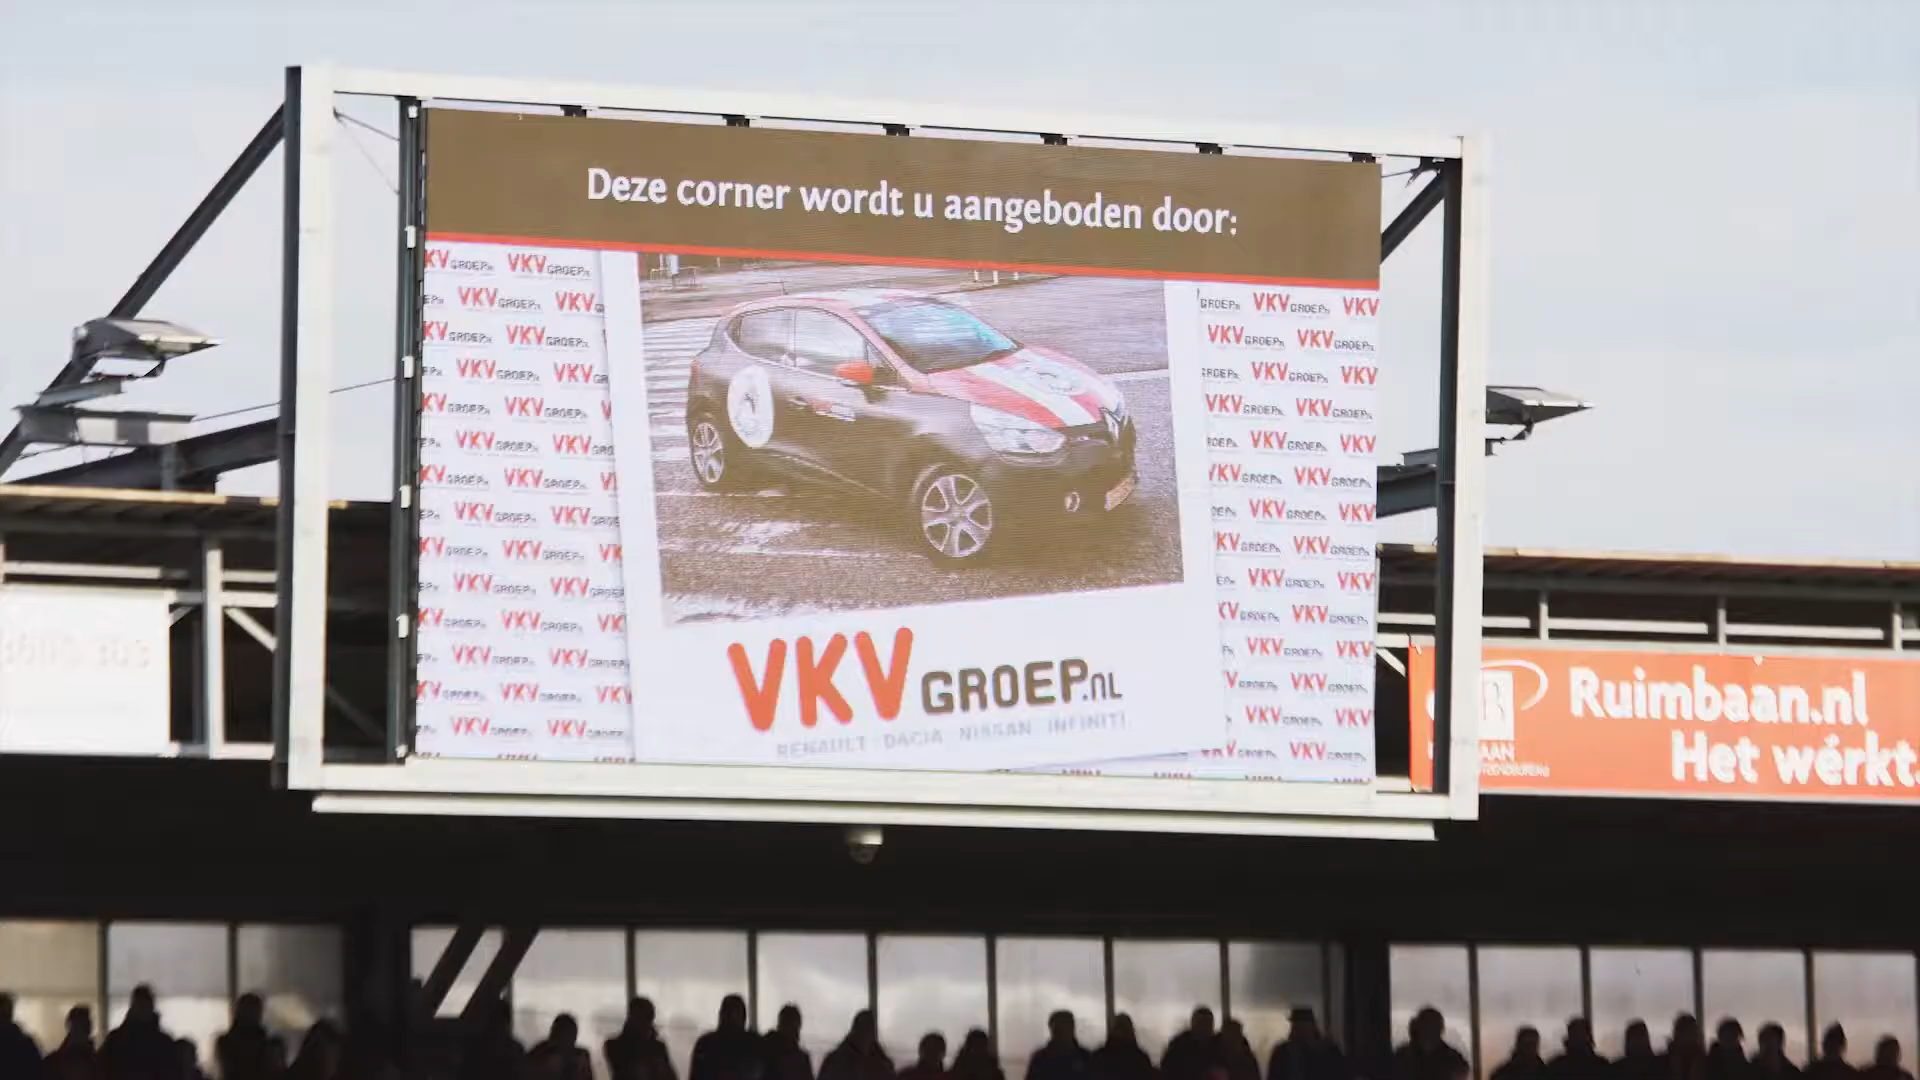 Deze corner wordt u aangeboden door:
VKV GROEP.NL
RENAULT DACIA NISSAN INFINITI
Ruimbaan.nl
Het wérkt.